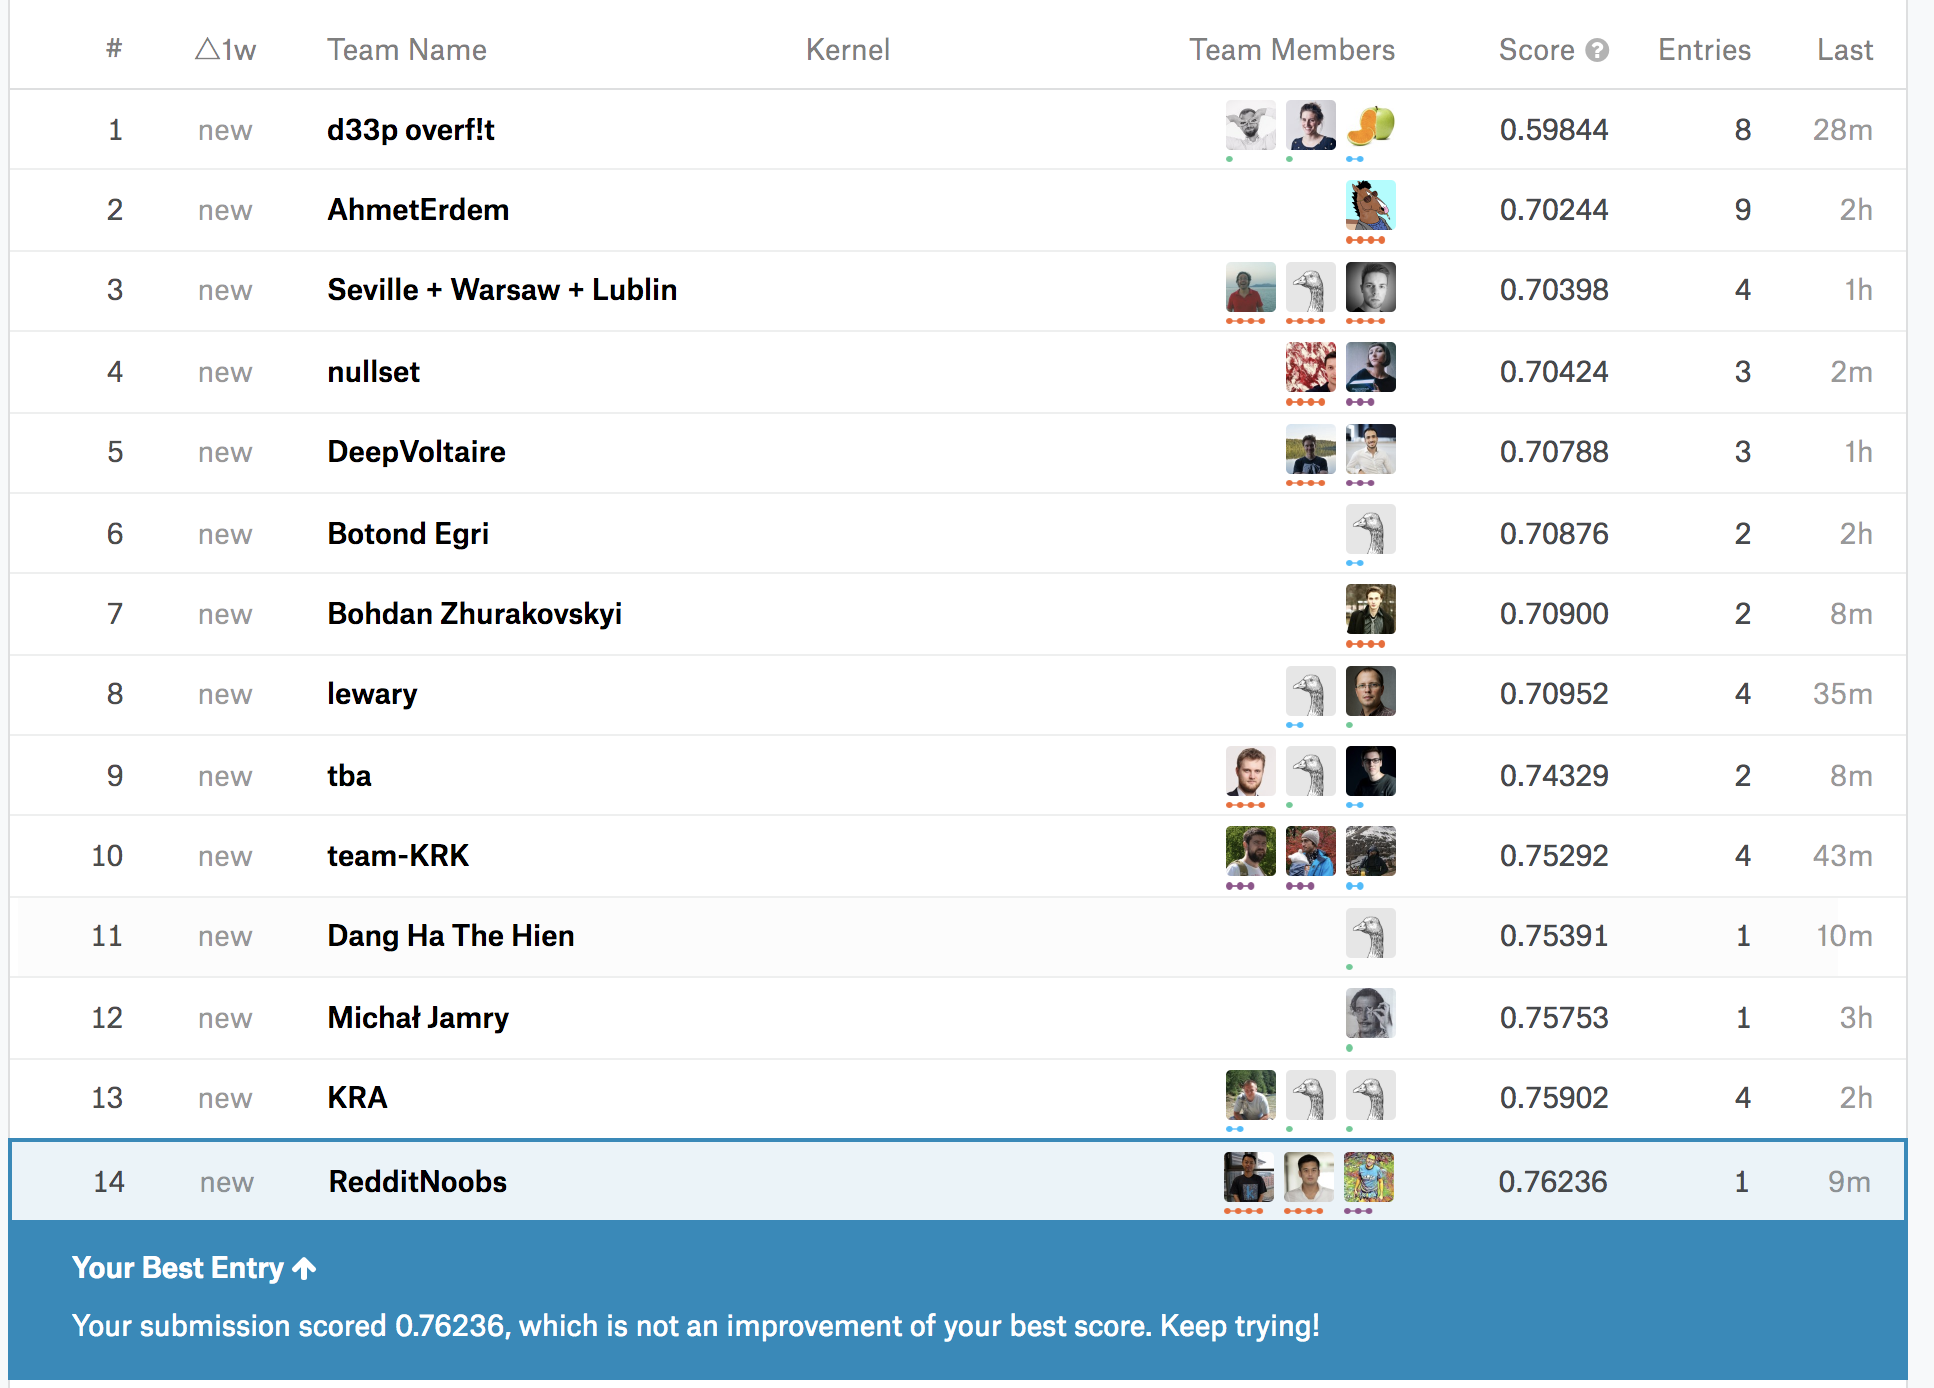 # △1w Team Name Kernel Team Members Score ? Entries Last
1 new d33p overf!t 0.59844 8 28m
2 new AhmetErdem 0.70244 9 2h
3 new Seville + Warsaw + Lublin 0.70398 4 1h
4 new nullset 0.70424 3 2m
5 new DeepVoltaire 0.70788 3 1h
6 new Botond Egri 0.70876 2 2h
7 new Bohdan Zhurakovskyi 0.70900 2 8m
8 new lewary 0.70952 4 35m
9 new tba 0.74329 2 8m
10 new team-KRK 0.75292 4 43m
11 new Dang Ha The Hien 0.75391 1 10m
12 new Michał Jamry 0.75753 1 3h
13 new KRA 0.75902 4 2h
14 new RedditNoobs 0.76236 1 9m
Your Best Entry ↑
Your submission scored 0.76236, which is not an improvement of your best score. Keep trying!